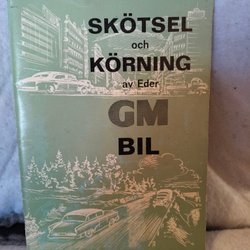 SKÖTSEL
och
KÖRNING
av Eder
GM
BIL